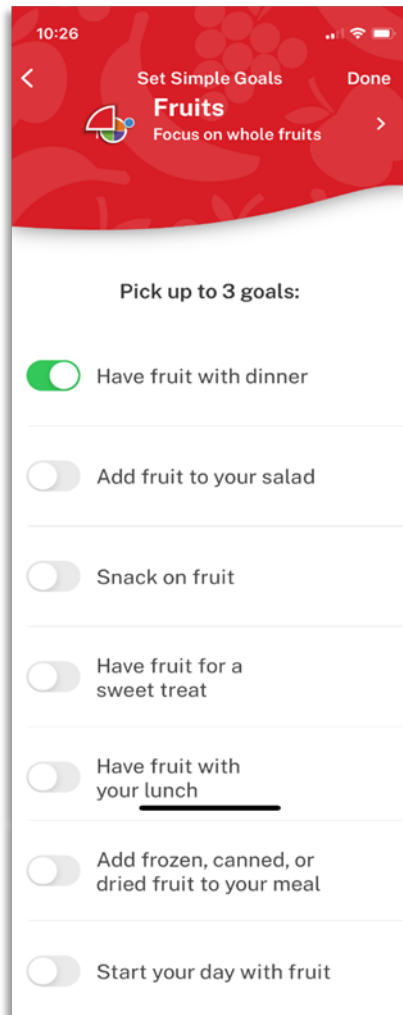 10:26
Set Simple Goals
Done
Fruits
Focus on whole fruits
Pick up to 3 goals:
Have fruit with dinner
Add fruit to your salad
Snack on fruit
Have fruit for a
sweet treat
Have fruit with
your lunch
Add frozen, canned, or
dried fruit to your meal
Start your day with fruit